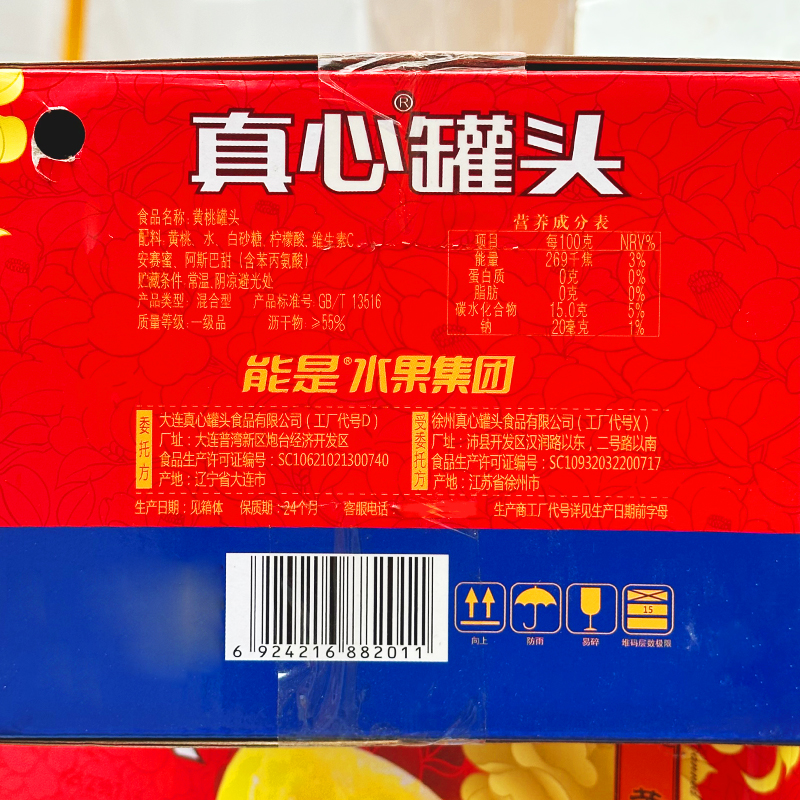 真心®罐头
食品名称:黄桃罐头
配料:黄桃、水、白砂糖、柠檬酸、维生素C、
安赛蜜、阿斯巴甜（含苯丙氨酸）
贮藏条件:常温,阴凉避光处
产品类型: 混合型 产品标准号:GB/T 13516
质量等级:一级品 沥干物:≥55%
营养成分表
项目 每100克 NRV%
能量 269千焦 3%
蛋白质 0克 0%
脂肪 0克 0%
碳水化合物 15.0克 5%
钠 20毫克 1%
能是®水果集团
委托方
大连真心罐头食品有限公司（工厂代号D）
厂址：大连普湾新区炮台经济开发区
食品生产许可证编号：SC10621021300740
产地：辽宁省大连市
受委托方
徐州真心罐头食品有限公司（工厂代号X）
厂址：沛县开发区汉润路以东，二号路以南
食品生产许可证编号：SC10932032200717
产地：江苏省徐州市
生产日期：见箱体 保质期：24个月 客服电话：
生产商工厂代号详见生产日期前字母
6 924216 882011
向上
防雨
易碎
15
堆码层数极限